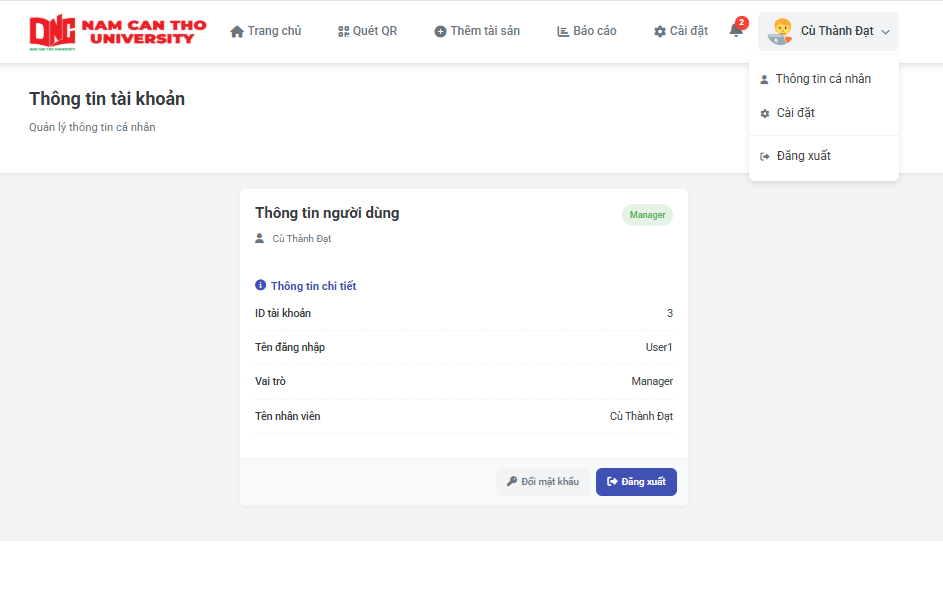 DNC NAM CAN THO UNIVERSITY
Trang chủ
Quét QR
Thêm tài sản
Báo cáo
Cài đặt
2
Cù Thành Đạt
Thông tin cá nhân
Cài đặt
Đăng xuất
Thông tin tài khoản
Quản lý thông tin cá nhân
Thông tin người dùng
Manager
Cù Thành Đạt
Thông tin chi tiết
ID tài khoản 3
Tên đăng nhập User1
Vai trò Manager
Tên nhân viên Cù Thành Đạt
Đổi mật khẩu
Đăng xuất